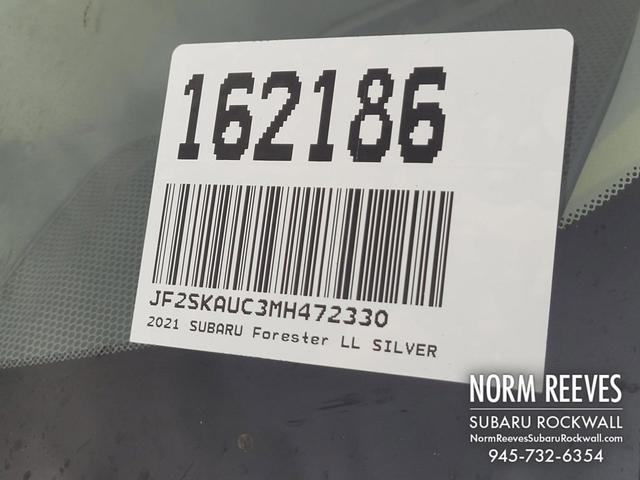 162186
JF2SKAUC3MH472330
2021 SUBARU Forester LL SILVER
NORM REEVES
SUBARU ROCKWALL
NormReevesSubaruRockwall.com
945-732-6354